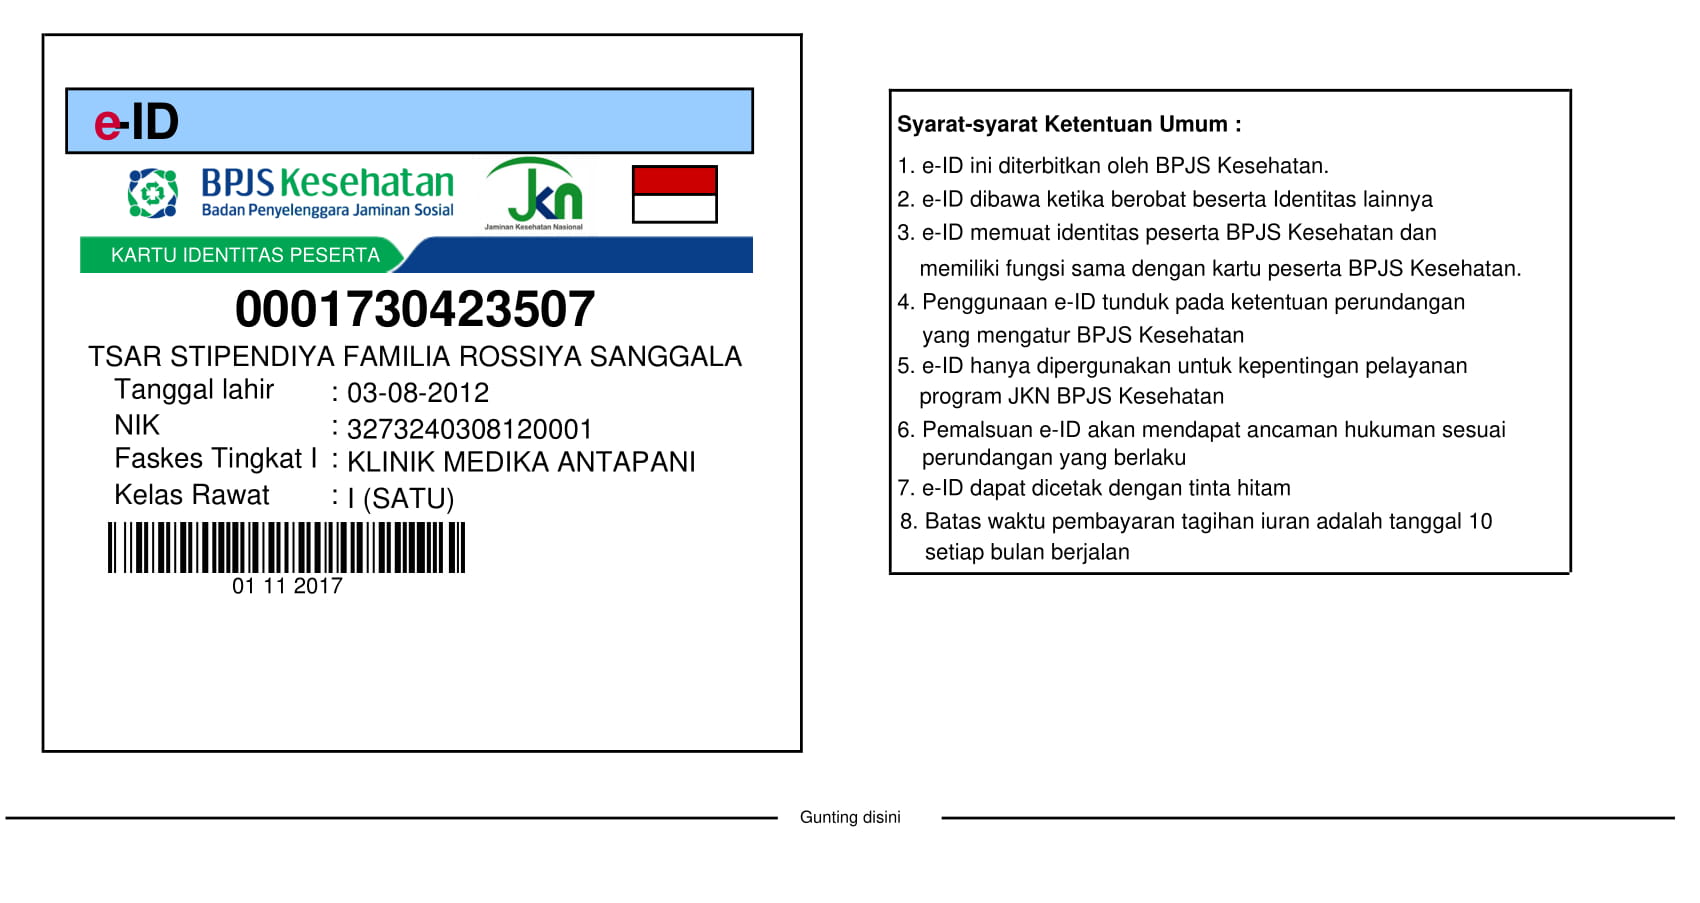 e-ID
BPJS Kesehatan
Badan Penyelenggara Jaminan Sosial
Jkn
Jaminan Kesehatan Nasional
KARTU IDENTITAS PESERTA
0001730423507
TSAR STIPENDIYA FAMILIA ROSSIYA SANGGALA
Tanggal lahir : 03-08-2012
NIK : 3273240308120001
Faskes Tingkat I : KLINIK MEDIKA ANTAPANI
Kelas Rawat : I (SATU)
01 11 2017
Syarat-syarat Ketentuan Umum :
1. e-ID ini diterbitkan oleh BPJS Kesehatan.
2. e-ID dibawa ketika berobat beserta Identitas lainnya
3. e-ID memuat identitas peserta BPJS Kesehatan dan
memiliki fungsi sama dengan kartu peserta BPJS Kesehatan.
4. Penggunaan e-ID tunduk pada ketentuan perundangan
yang mengatur BPJS Kesehatan
5. e-ID hanya dipergunakan untuk kepentingan pelayanan
program JKN BPJS Kesehatan
6. Pemalsuan e-ID akan mendapat ancaman hukuman sesuai
perundangan yang berlaku
7. e-ID dapat dicetak dengan tinta hitam
8. Batas waktu pembayaran tagihan iuran adalah tanggal 10
setiap bulan berjalan
Gunting disini